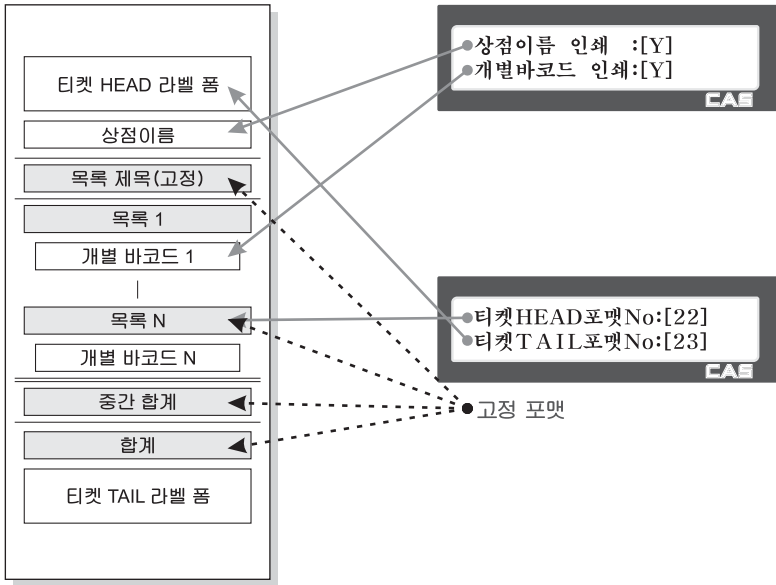 티켓 HEAD 라벨 폼
상점이름
목록 제목(고정)
목록 1
개별 바코드 1
목록 N
개별 바코드 N
중간 합계
합계
티켓 TAIL 라벨 폼
상점이름 인쇄 :[Y]
개별바코드 인쇄:[Y]
CAS
티켓HEAD포맷No:[22]
티켓TAIL포맷No:[23]
CAS
고정 포맷